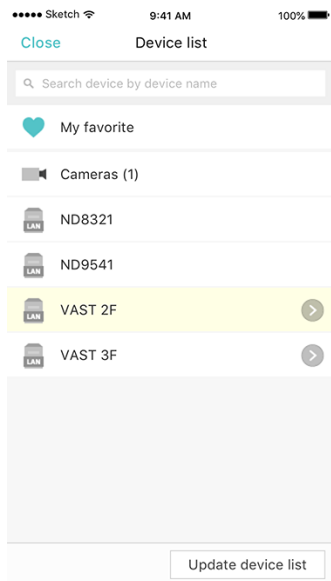 ●●●●● Sketch 9:41 AM 100%
Close Device list
Search device by device name
My favorite
Cameras (1)
LAN ND8321
LAN ND9541
LAN VAST 2F
LAN VAST 3F
Update device list